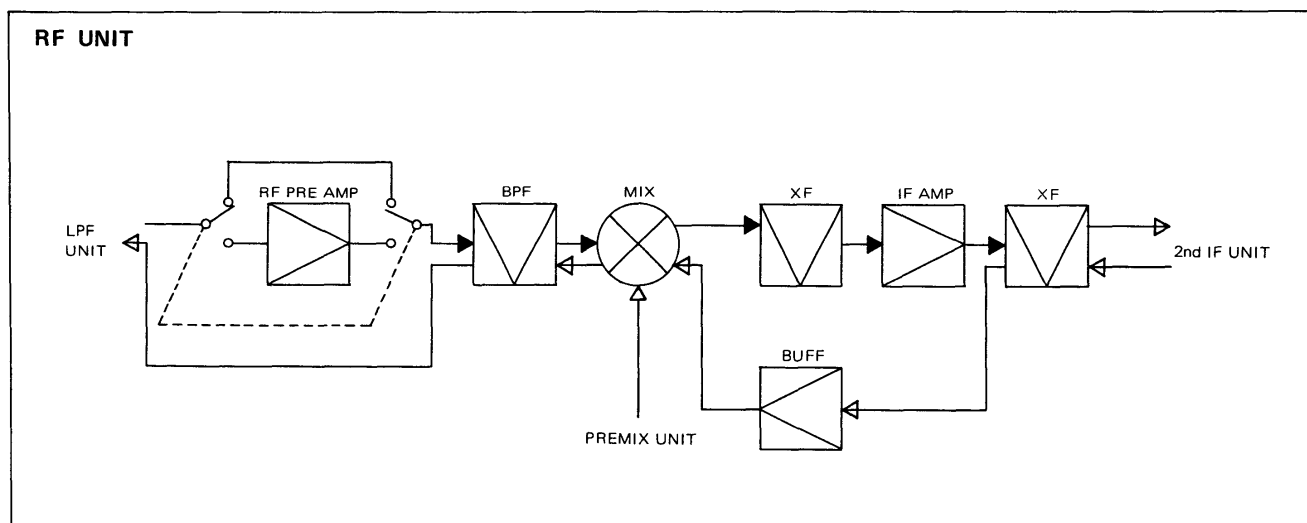 RF UNIT
RF PRE AMP
BPF
MIX
XF
IF AMP
XF
LPF
UNIT
2nd IF UNIT
BUFF
PREMIX UNIT